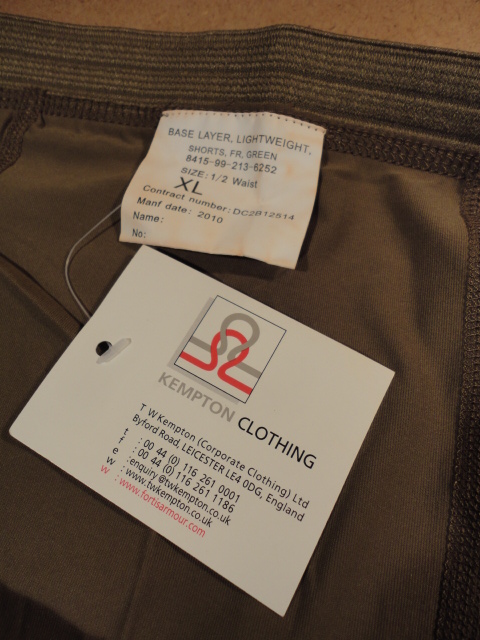 BASE LAYER, LIGHTWEIGHT,
SHORTS, FR, GREEN
8415-99-213-6252
SIZE: 1/2 Waist
XL
Contract number: DC2B12514
Manf date: 2010
Name:
No:
KEMPTON CLOTHING
T W Kempton (Corporate Clothing) Ltd
Byford Road, LEICESTER LE4 0DG, England
t : 00 44 (0) 116 261 0001
f : 00 44 (0) 116 261 1186
e : enquiry@twkempton.co.uk
w : www.twkempton.co.uk
w : www.fortisarmour.com